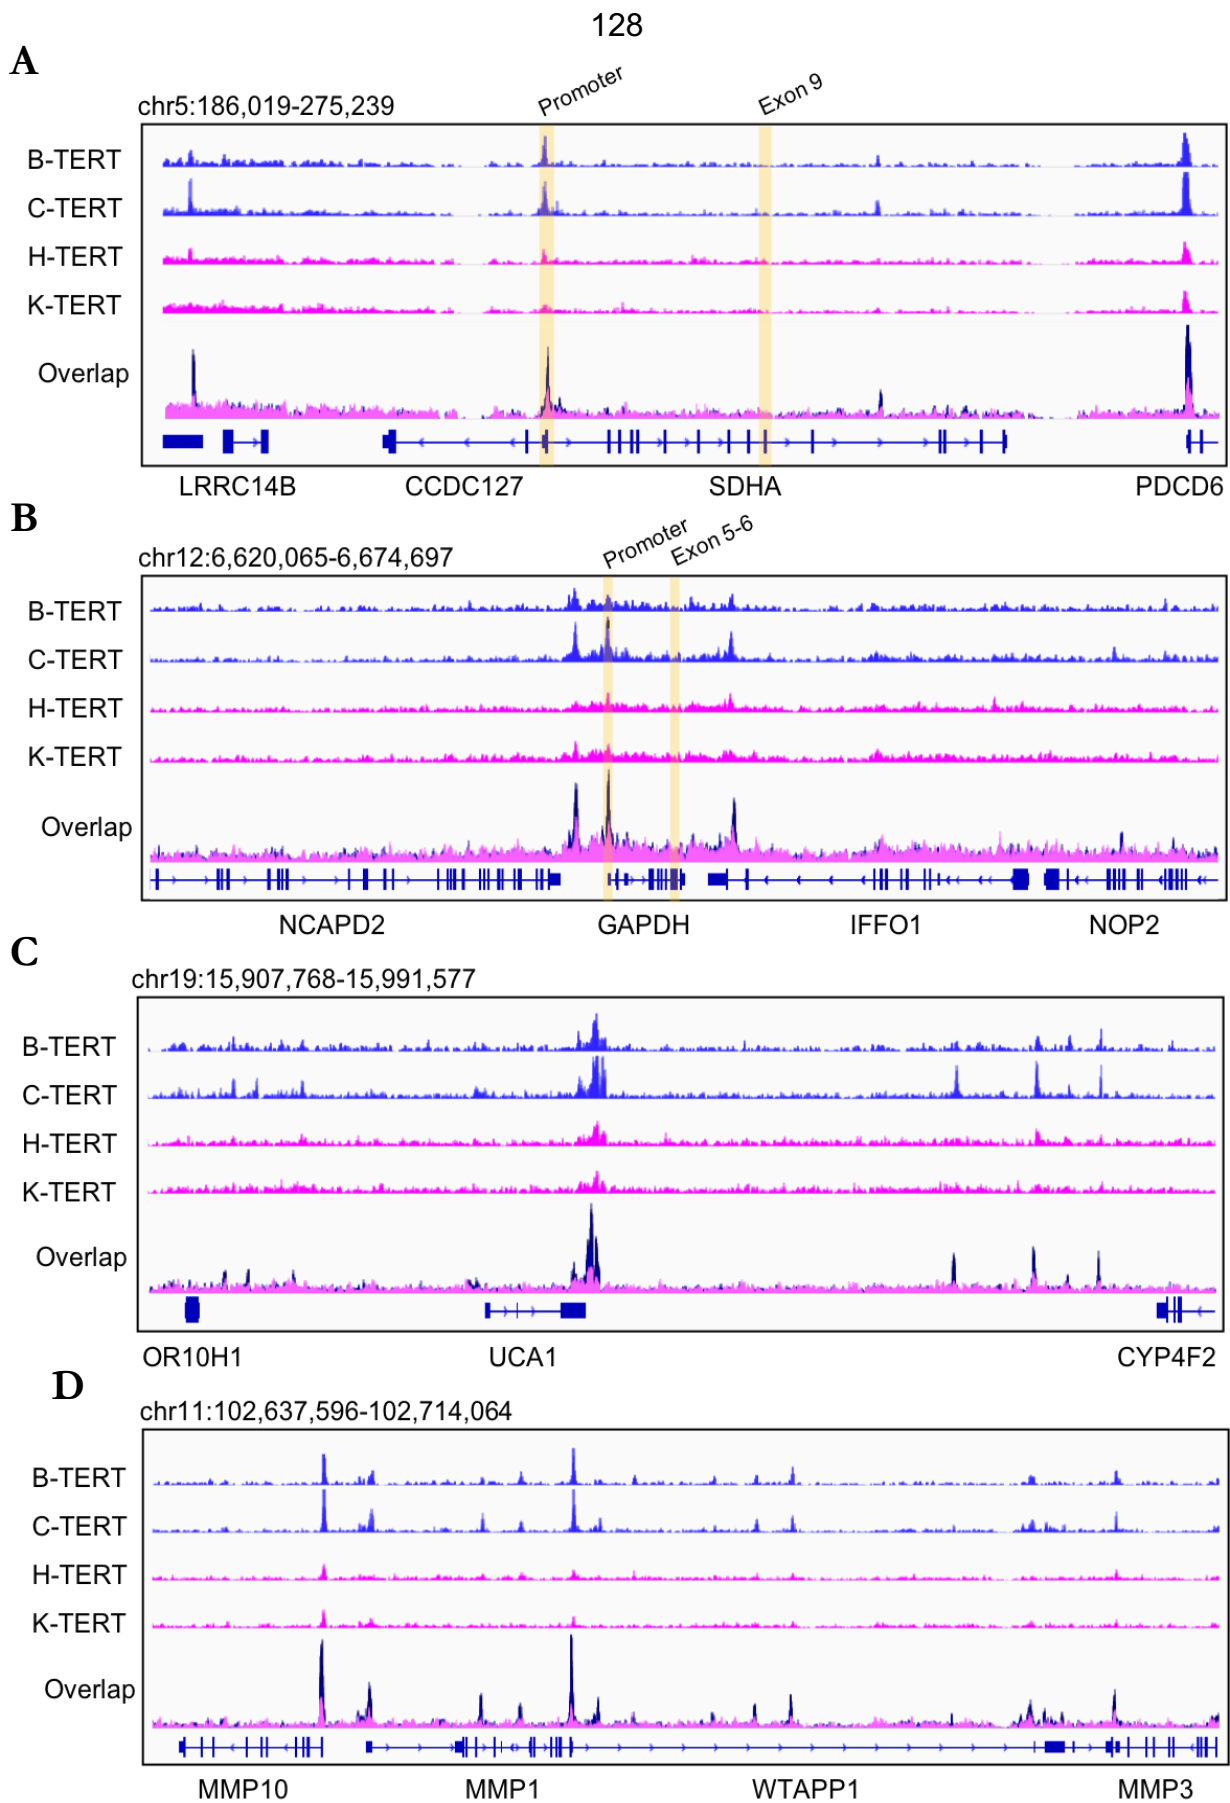 128
A
Promoter Exon 9
chr5:186,019-275,239
B-TERT
C-TERT
H-TERT
K-TERT
Overlap
LRRC14B CCDC127 SDHA PDCD6
B
Promoter Exon 5-6
chr12:6,620,065-6,674,697
B-TERT
C-TERT
H-TERT
K-TERT
Overlap
NCAPD2 GAPDH IFFO1 NOP2
C
chr19:15,907,768-15,991,577
B-TERT
C-TERT
H-TERT
K-TERT
Overlap
OR10H1 UCA1 CYP4F2
D
chr11:102,637,596-102,714,064
B-TERT
C-TERT
H-TERT
K-TERT
Overlap
MMP10 MMP1 WTAPP1 MMP3